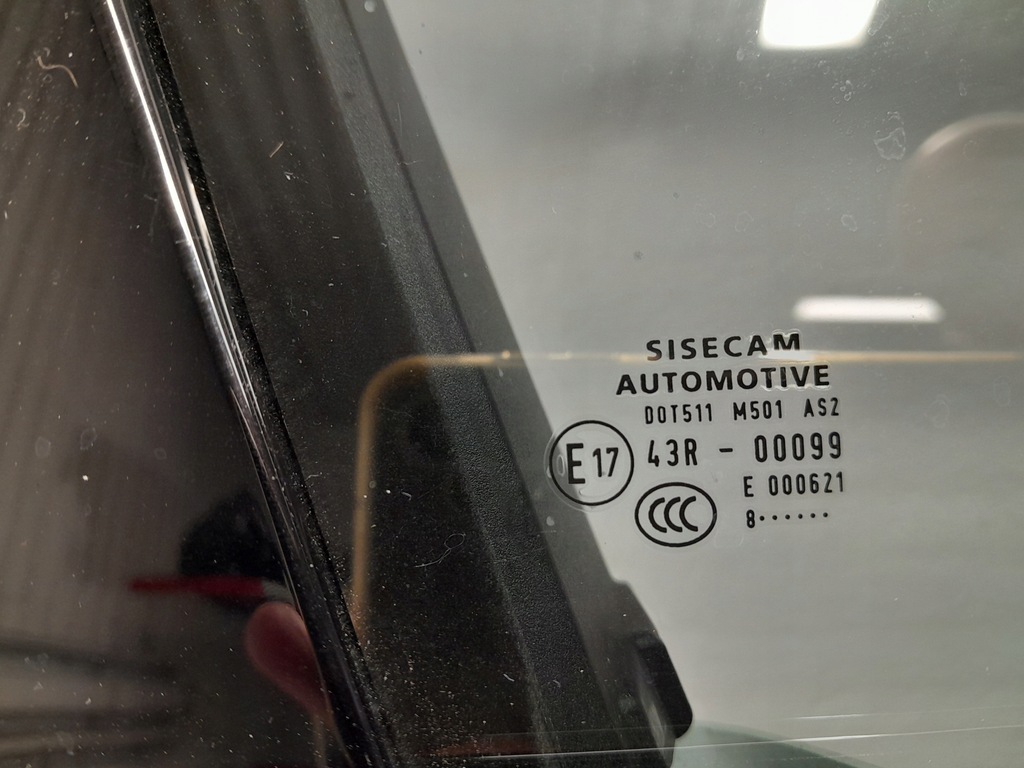 SISECAM
AUTOMOTIVE
DOT511 M501 AS2
E17 43R - 00099
CCC E 000621
8······